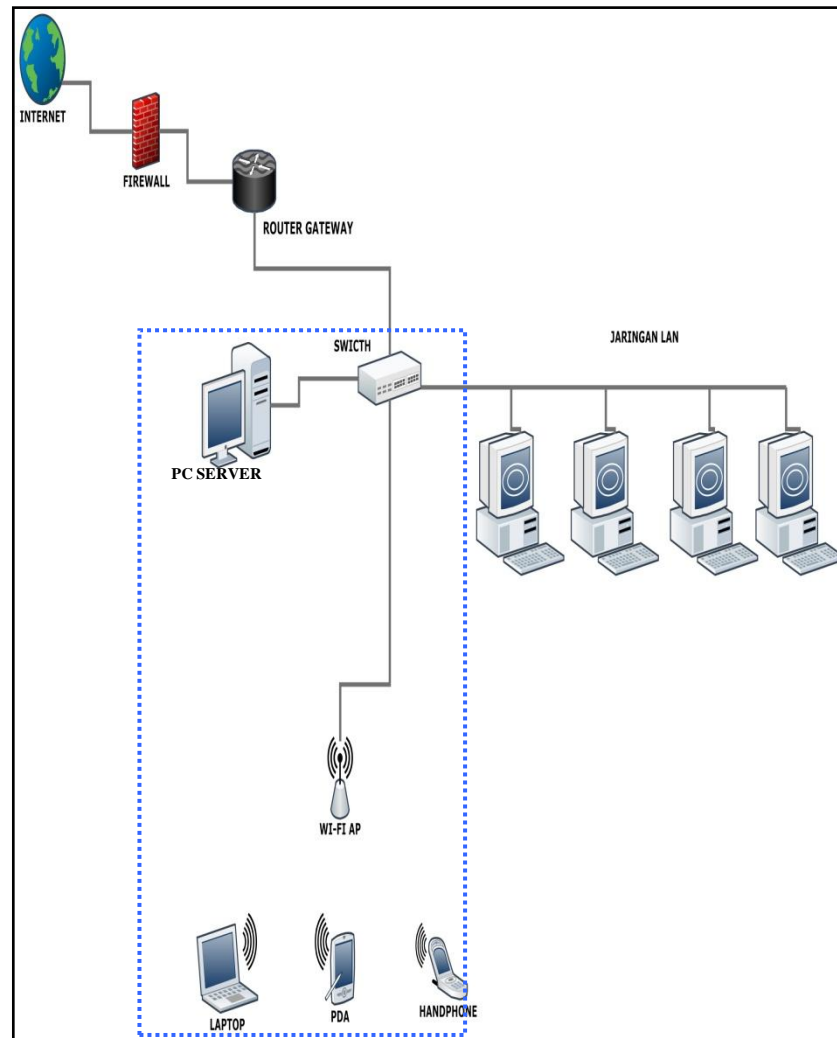 INTERNET
FIREWALL
ROUTER GATEWAY
SWICTH
JARINGAN LAN
PC SERVER
WI-FI AP
LAPTOP
PDA
HANDPHONE